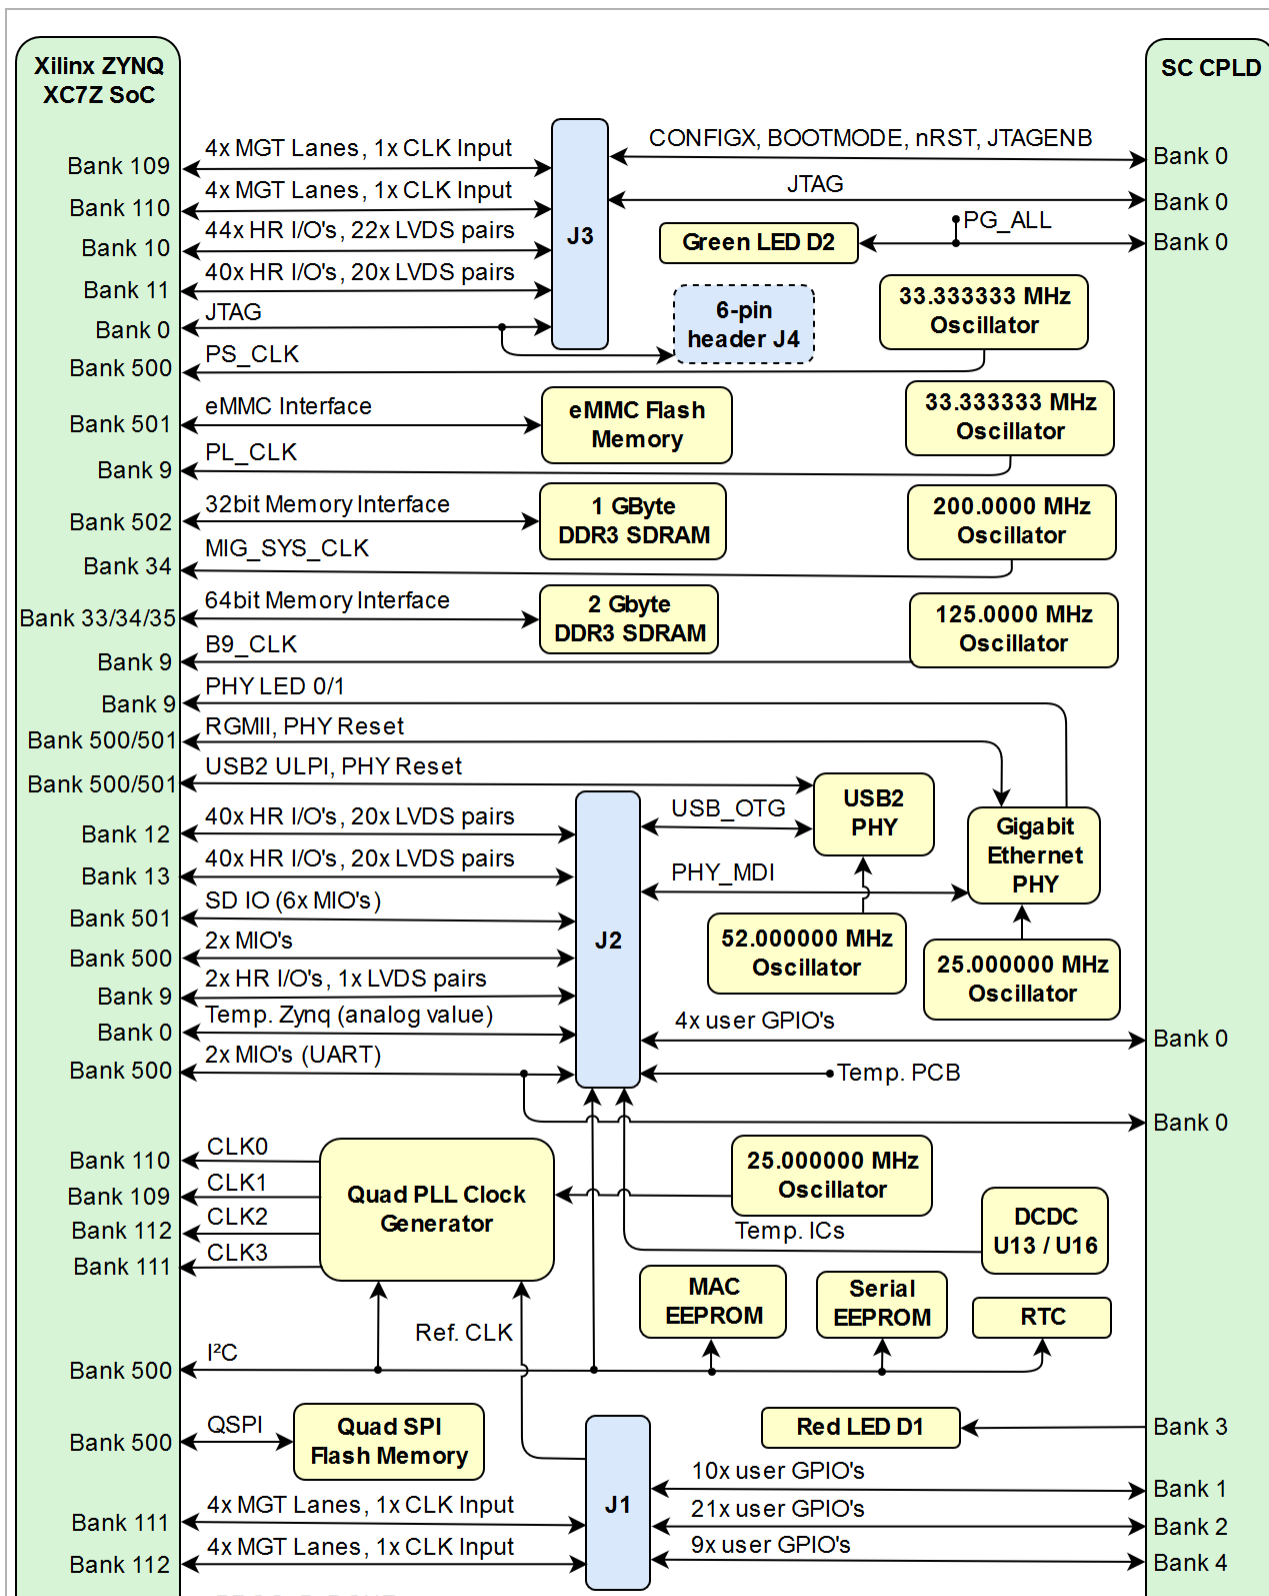 Xilinx ZYNQ
XC7Z SoC
SC CPLD
4x MGT Lanes, 1x CLK Input
CONFIGX, BOOTMODE, nRST, JTAGENB
Bank 109
Bank 0
4x MGT Lanes, 1x CLK Input
JTAG
Bank 110
Bank 0
44x HR I/O's, 22x LVDS pairs
J3
PG_ALL
Bank 10
Green LED D2
Bank 0
40x HR I/O's, 20x LVDS pairs
Bank 11
33.333333 MHz
Oscillator
JTAG
6-pin
header J4
Bank 0
PS_CLK
Bank 500
eMMC Interface
eMMC Flash
Memory
33.333333 MHz
Oscillator
Bank 501
PL_CLK
Bank 9
32bit Memory Interface
1 GByte
DDR3 SDRAM
200.0000 MHz
Oscillator
Bank 502
MIG_SYS_CLK
Bank 34
64bit Memory Interface
2 Gbyte
DDR3 SDRAM
125.0000 MHz
Oscillator
Bank 33/34/35
B9_CLK
Bank 9
PHY LED 0/1
Bank 9
RGMII, PHY Reset
Bank 500/501
USB2 ULPI, PHY Reset
Bank 500/501
USB_OTG
USB2
PHY
40x HR I/O's, 20x LVDS pairs
Bank 12
Gigabit
Ethernet
PHY
40x HR I/O's, 20x LVDS pairs
PHY_MDI
Bank 13
SD IO (6x MIO's)
Bank 501
J2
2x MIO's
52.000000 MHz
Oscillator
Bank 500
25.000000 MHz
Oscillator
2x HR I/O's, 1x LVDS pairs
Bank 9
Temp. Zynq (analog value)
4x user GPIO's
Bank 0
Bank 0
2x MIO's (UART)
Temp. PCB
Bank 500
Bank 0
CLK0
Bank 110
25.000000 MHz
Oscillator
CLK1
Quad PLL Clock
Generator
Bank 109
CLK2
Temp. ICs
DCDC
U13 / U16
Bank 112
CLK3
Bank 111
MAC
EEPROM
Serial
EEPROM
RTC
Ref. CLK
I²C
Bank 500
QSPI
Quad SPI
Flash Memory
Red LED D1
Bank 3
Bank 500
10x user GPIO's
Bank 1
4x MGT Lanes, 1x CLK Input
J1
21x user GPIO's
Bank 111
Bank 2
4x MGT Lanes, 1x CLK Input
9x user GPIO's
Bank 112
Bank 4